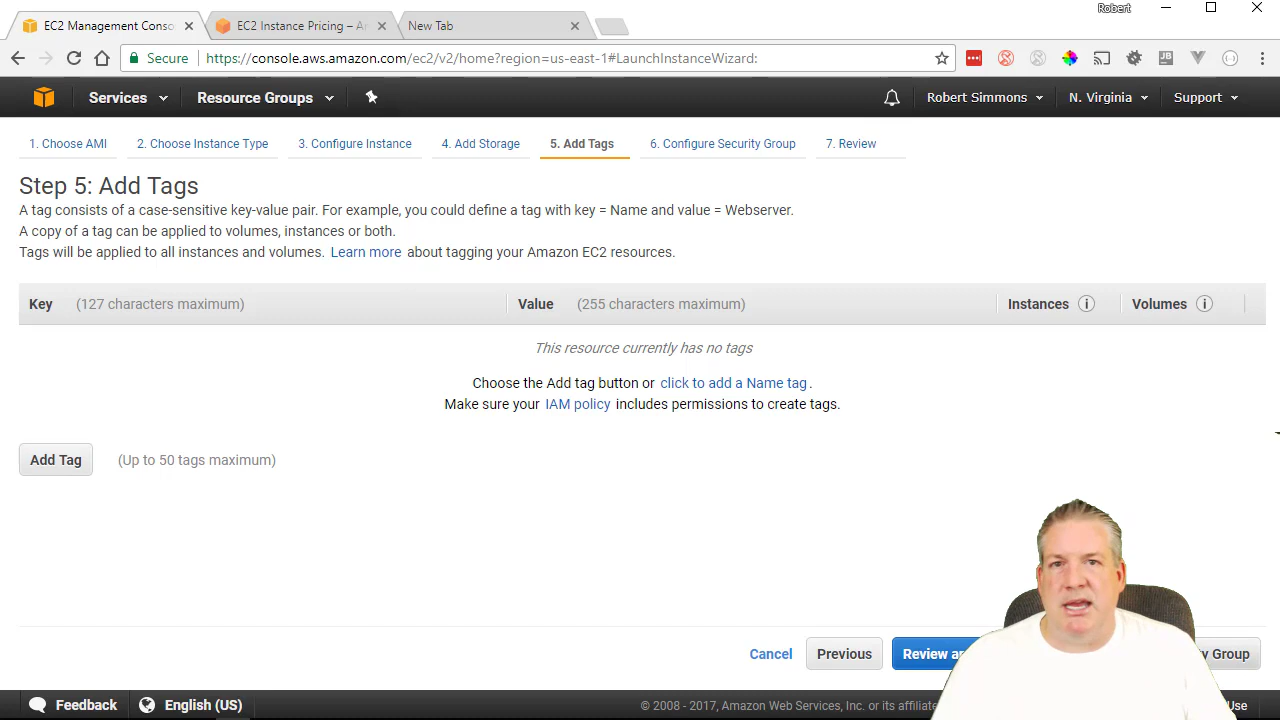 Robert
EC2 Management Conso
EC2 Instance Pricing – A
New Tab
Secure
https://console.aws.amazon.com/ec2/v2/home?region=us-east-1#LaunchInstanceWizard:
JB
Services
Resource Groups
Robert Simmons
N. Virginia
Support
1. Choose AMI
2. Choose Instance Type
3. Configure Instance
4. Add Storage
5. Add Tags
6. Configure Security Group
7. Review
Step 5: Add Tags
A tag consists of a case-sensitive key-value pair. For example, you could define a tag with key = Name and value = Webserver.
A copy of a tag can be applied to volumes, instances or both.
Tags will be applied to all instances and volumes. Learn more about tagging your Amazon EC2 resources.
Key (127 characters maximum)
Value (255 characters maximum)
Instances i
Volumes i
This resource currently has no tags
Choose the Add tag button or click to add a Name tag.
Make sure your IAM policy includes permissions to create tags.
Add Tag (Up to 50 tags maximum)
Cancel
Previous
Review a
y Group
Feedback
English (US)
© 2008 - 2017, Amazon Web Services, Inc. or its affiliate
Use